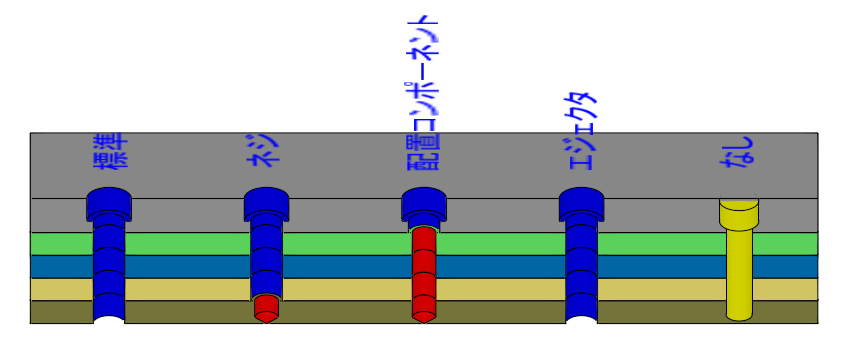 標準
ネジ
配置コンポーネント
エジェクタ
なし